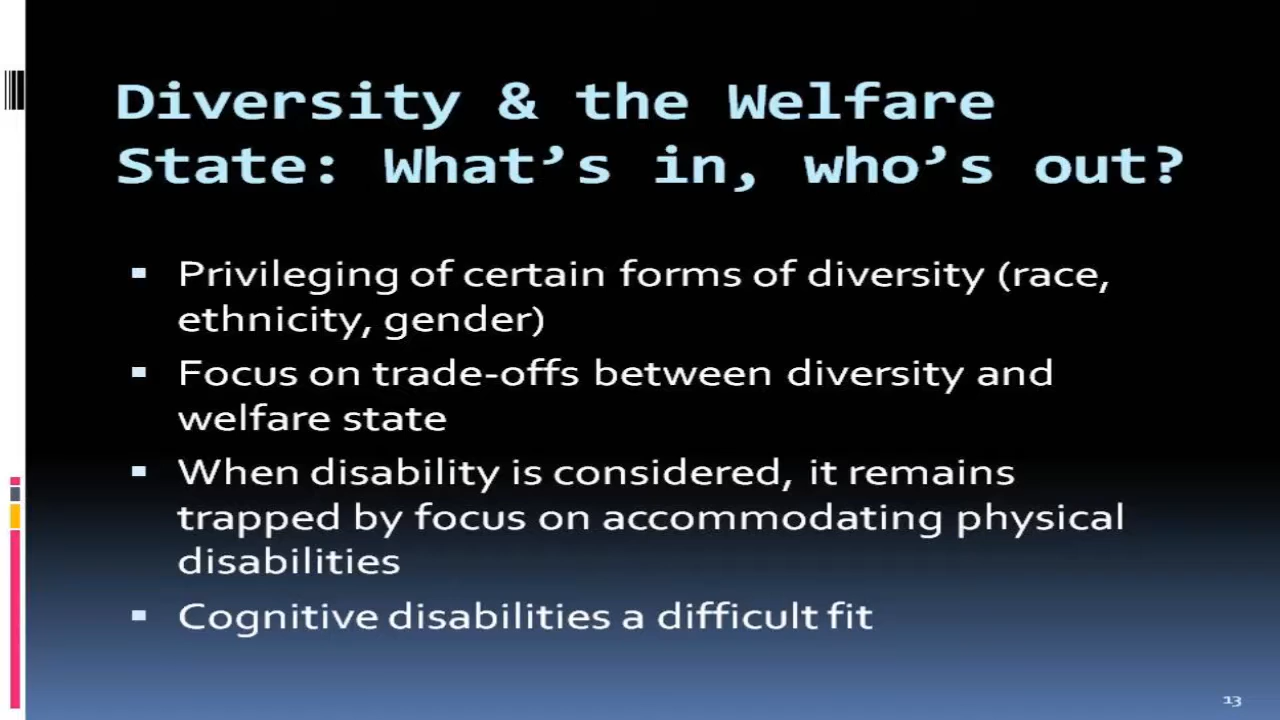 Diversity & the Welfare
State: What’s in, who’s out?
▪ Privileging of certain forms of diversity (race,
ethnicity, gender)
▪ Focus on trade-offs between diversity and
welfare state
▪ When disability is considered, it remains
trapped by focus on accommodating physical
disabilities
▪ Cognitive disabilities a difficult fit
13